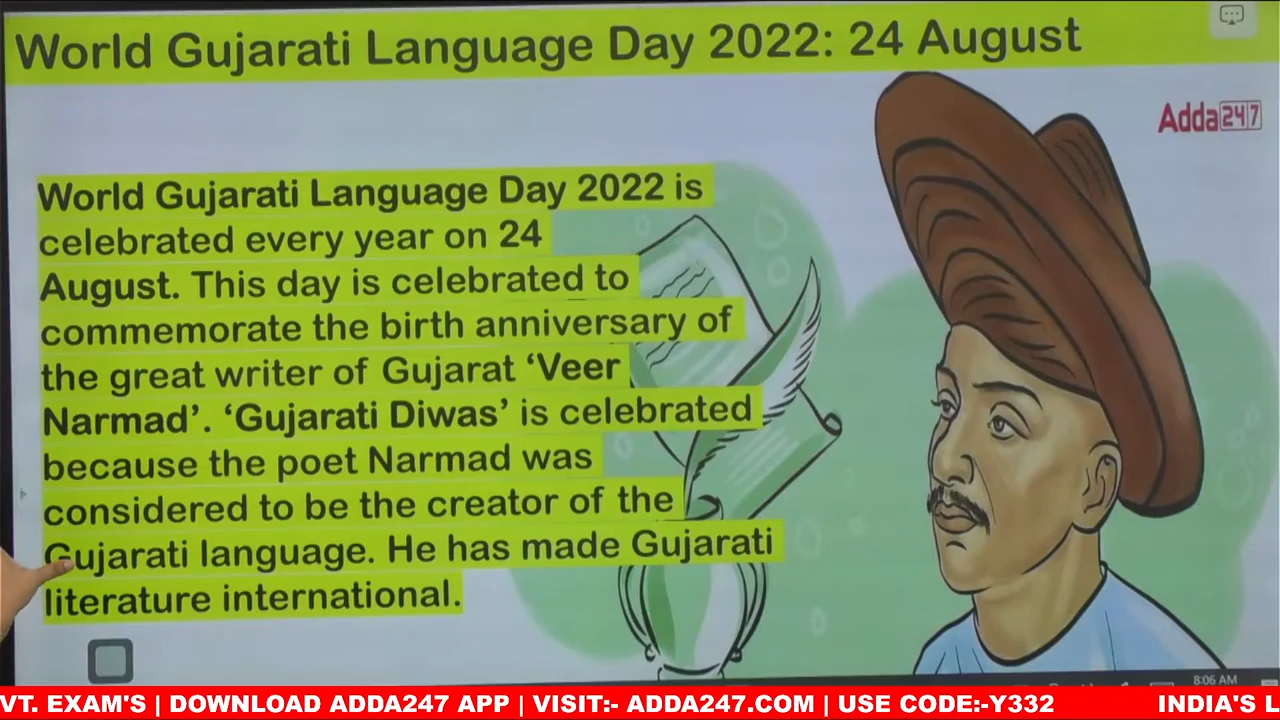 World Gujarati Language Day 2022: 24 August
Adda247
World Gujarati Language Day 2022 is
celebrated every year on 24
August. This day is celebrated to
commemorate the birth anniversary of
the great writer of Gujarat ‘Veer
Narmad’. ‘Gujarati Diwas’ is celebrated
because the poet Narmad was
considered to be the creator of the
Gujarati language. He has made Gujarati
literature international.
8:06 AM
VT. EXAM'S | DOWNLOAD ADDA247 APP | VISIT:- ADDA247.COM | USE CODE:-Y332 INDIA'S L